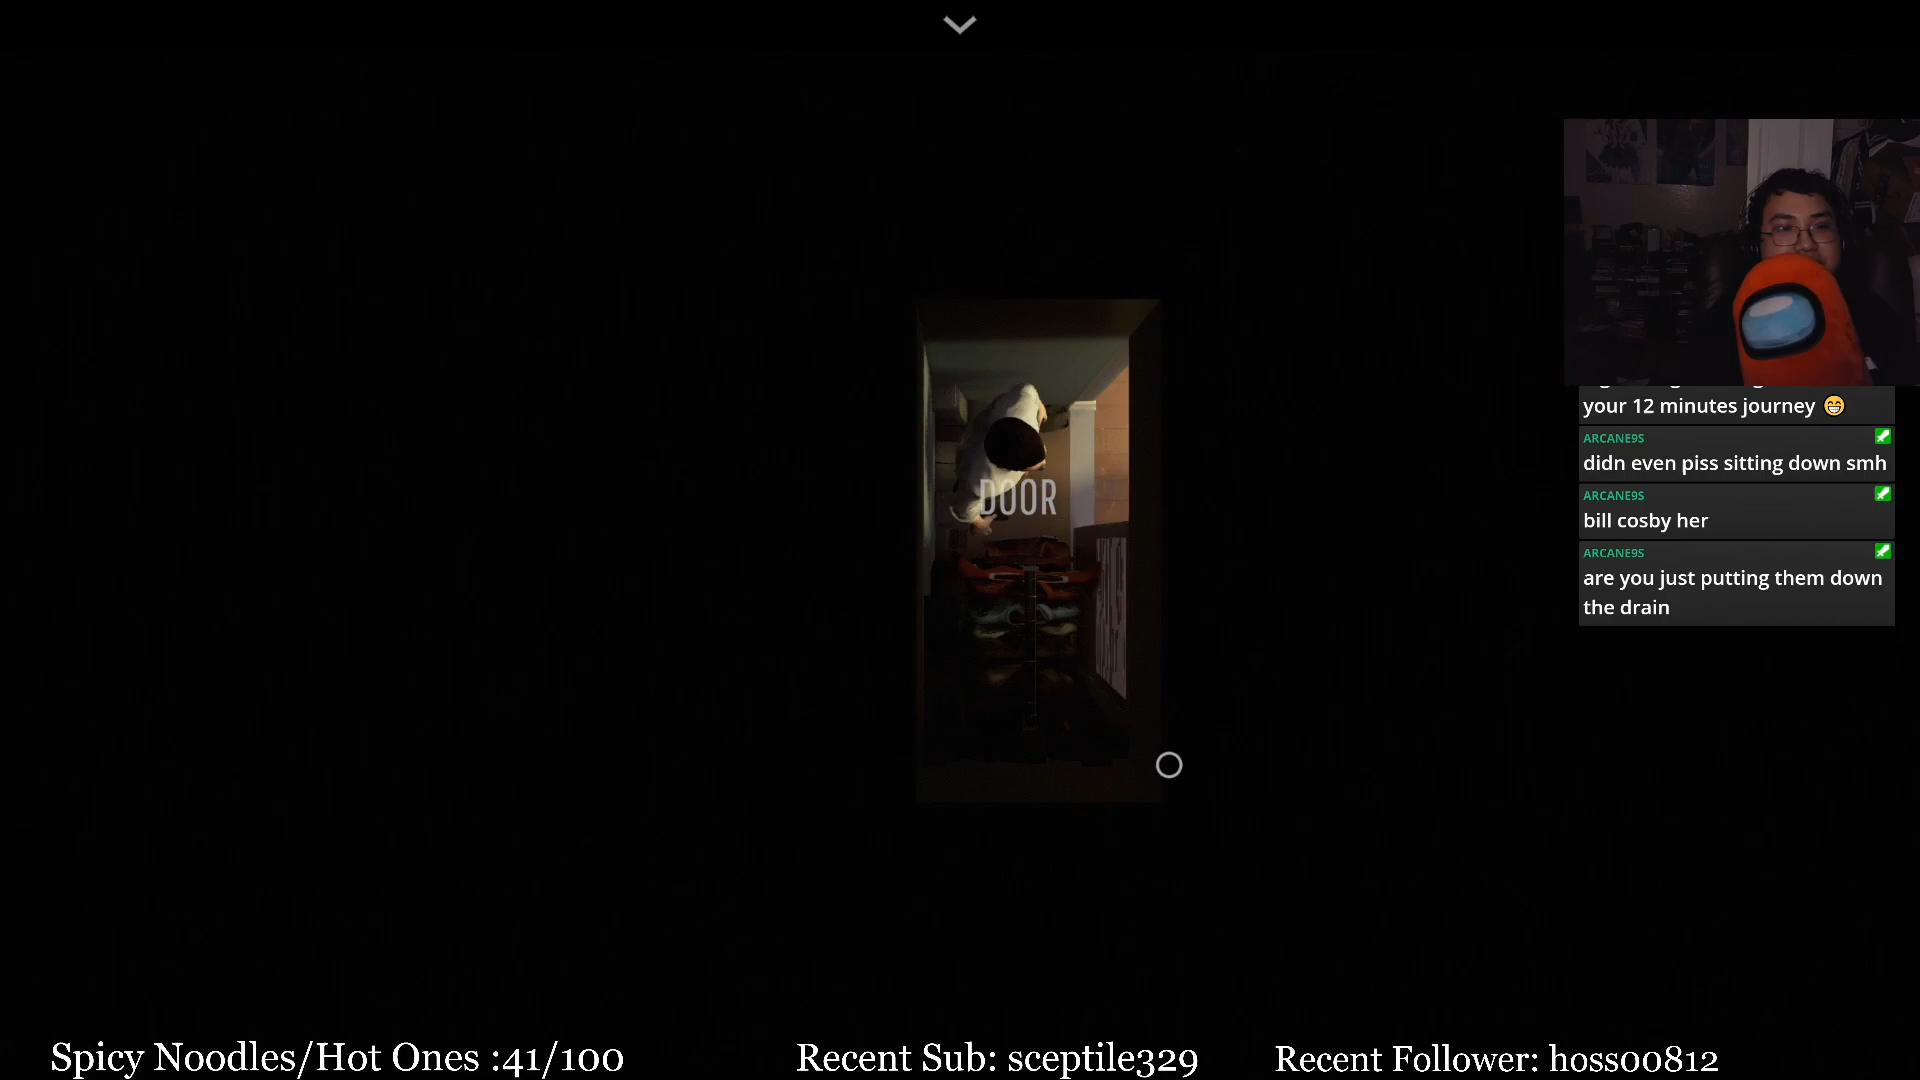 DOOR
your 12 minutes journey 😁
ARCANE9S
didn even piss sitting down smh
ARCANE9S
bill cosby her
ARCANE9S
are you just putting them down
the drain
Spicy Noodles/Hot Ones :41/100
Recent Sub: sceptile329
Recent Follower: hoss00812